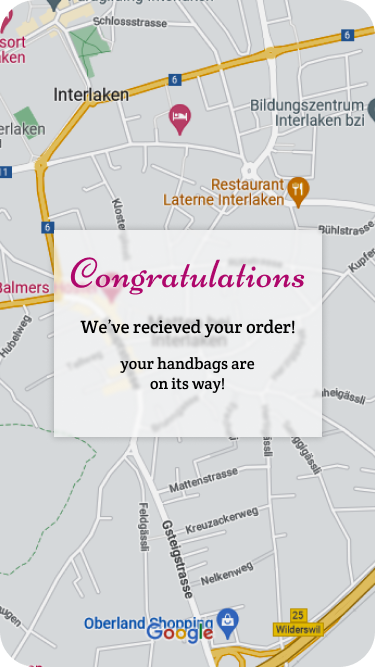 Schlossstrasse
sort
aken
6
6
Interlaken
Bildungszentrum
Interlaken bzi
erlaken
11
Restaurant
Laterne Interlaken
6
Bühlstrasse
Balmers
Congratulations
We've recieved your order!
your handbags are
on its way!
Hubelweg
Mattenstrasse
Feldgässli
Gsteigstrasse
Kreuzackerweg
Nelkenweg
25
Wilderswil
Oberland Shopping
Google